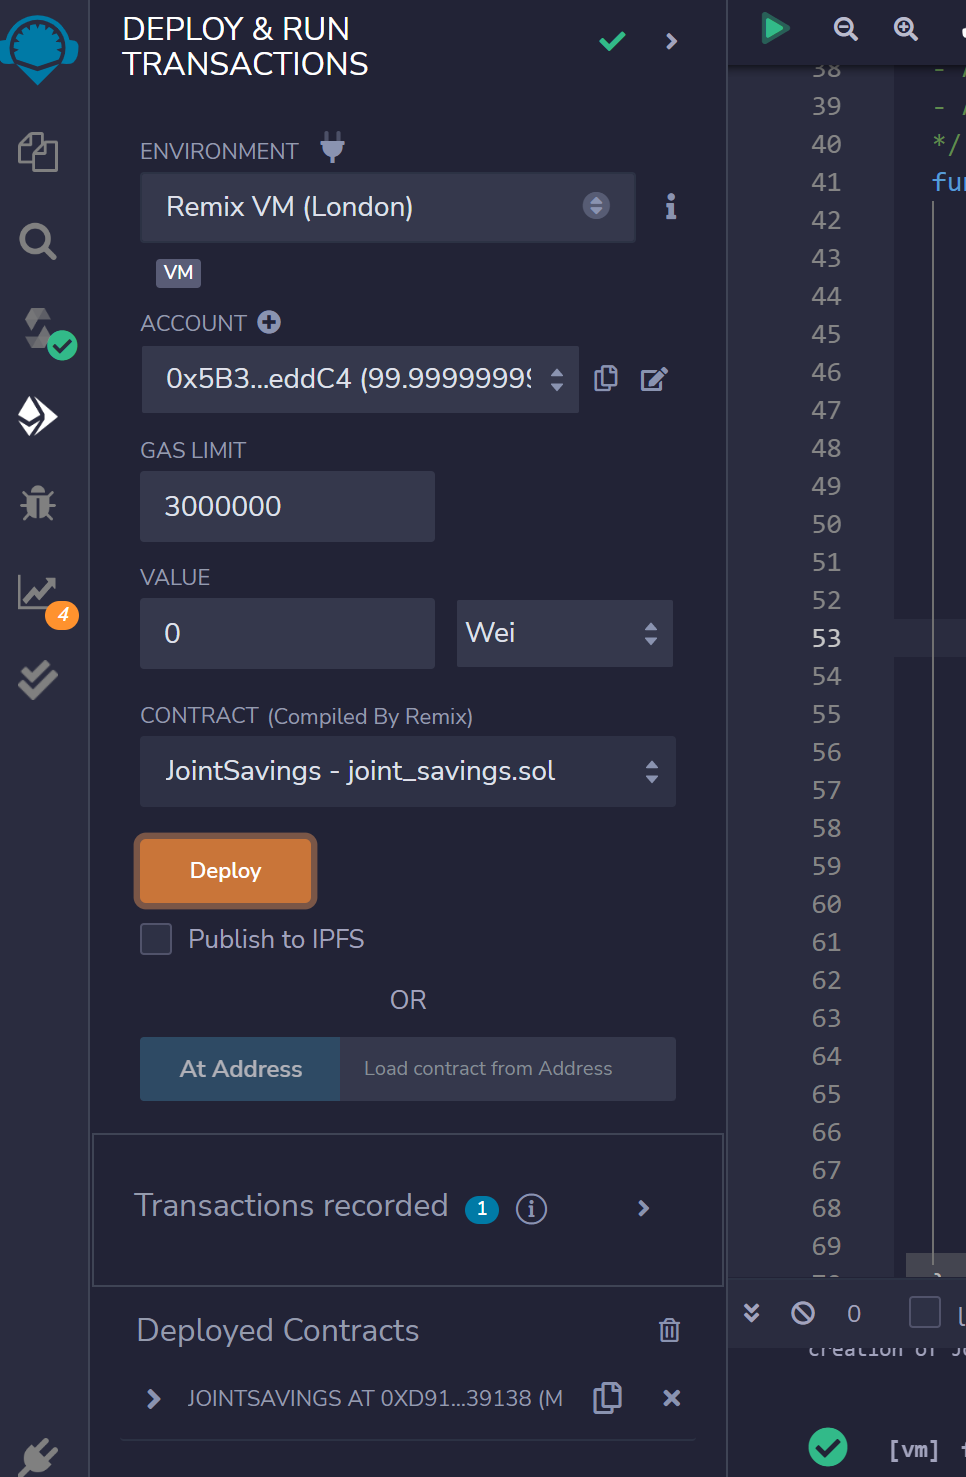 DEPLOY & RUN
TRANSACTIONS
ENVIRONMENT
Remix VM (London)
VM
ACCOUNT
0x5B3...eddC4 (99.9999999
GAS LIMIT
3000000
VALUE
0
Wei
CONTRACT (Compiled By Remix)
JointSavings - joint_savings.sol
Deploy
Publish to IPFS
OR
At Address
Load contract from Address
Transactions recorded 1
Deployed Contracts
JOINTSAVINGS AT 0XD91...39138 (M
4
38 -
39 -
40 */
41 fun
42
43
44
45
46
47
48
49
50
51
52
53
54
55
56
57
58
59
60
61
62
63
64
65
66
67
68
69
70 }
0
creation of Jo
[vm]